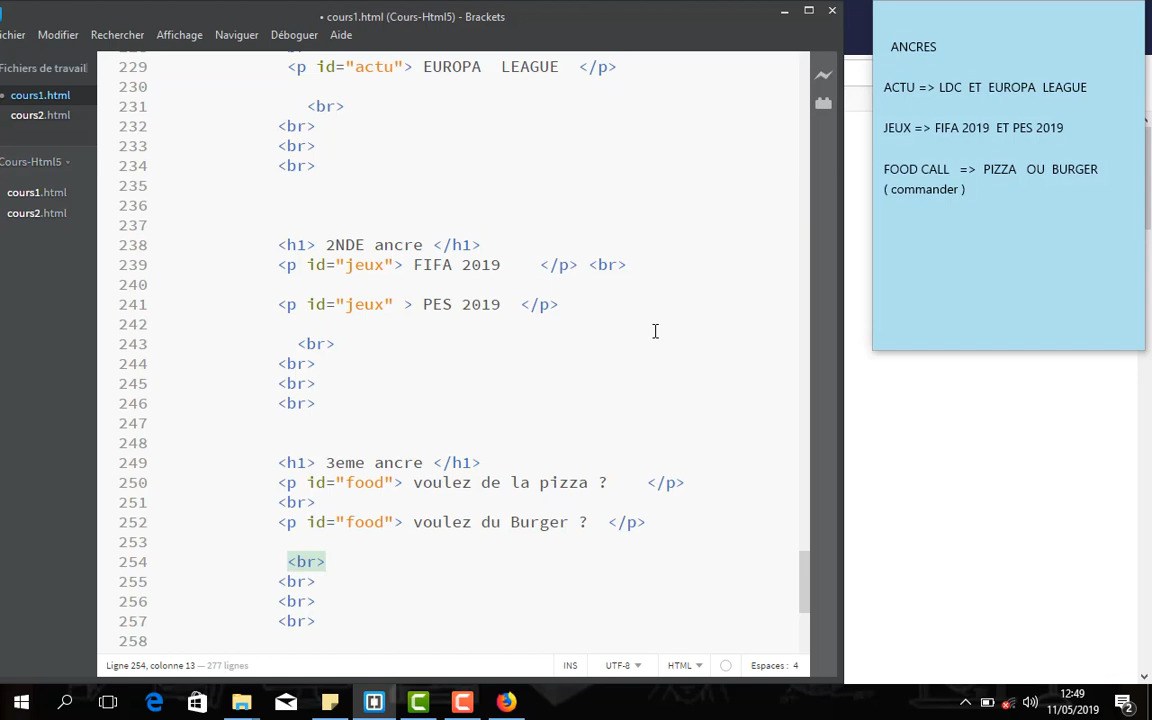 • cours1.html (Cours-Html5) - Brackets
ichier Modifier Rechercher Affichage Naviguer Déboguer Aide
Fichiers de travail
cours1.html
cours2.html
Cours-Html5
cours1.html
cours2.html
229 <p id="actu"> EUROPA LEAGUE </p>
230
231 <br>
232 <br>
233 <br>
234 <br>
235
236
237
238 <h1> 2NDE ancre </h1>
239 <p id="jeux"> FIFA 2019 </p> <br>
240
241 <p id="jeux" > PES 2019 </p>
242
243 <br>
244 <br>
245 <br>
246 <br>
247
248
249 <h1> 3eme ancre </h1>
250 <p id="food"> voulez de la pizza ? </p>
251 <br>
252 <p id="food"> voulez du Burger ? </p>
253
254 <br>
255 <br>
256 <br>
257 <br>
258
Ligne 254, colonne 13 — 277 lignes INS UTF-8 HTML Espaces : 4
ANCRES
ACTU => LDC ET EUROPA LEAGUE
JEUX => FIFA 2019 ET PES 2019
FOOD CALL => PIZZA OU BURGER
( commander )
12:49
11/05/2019
2